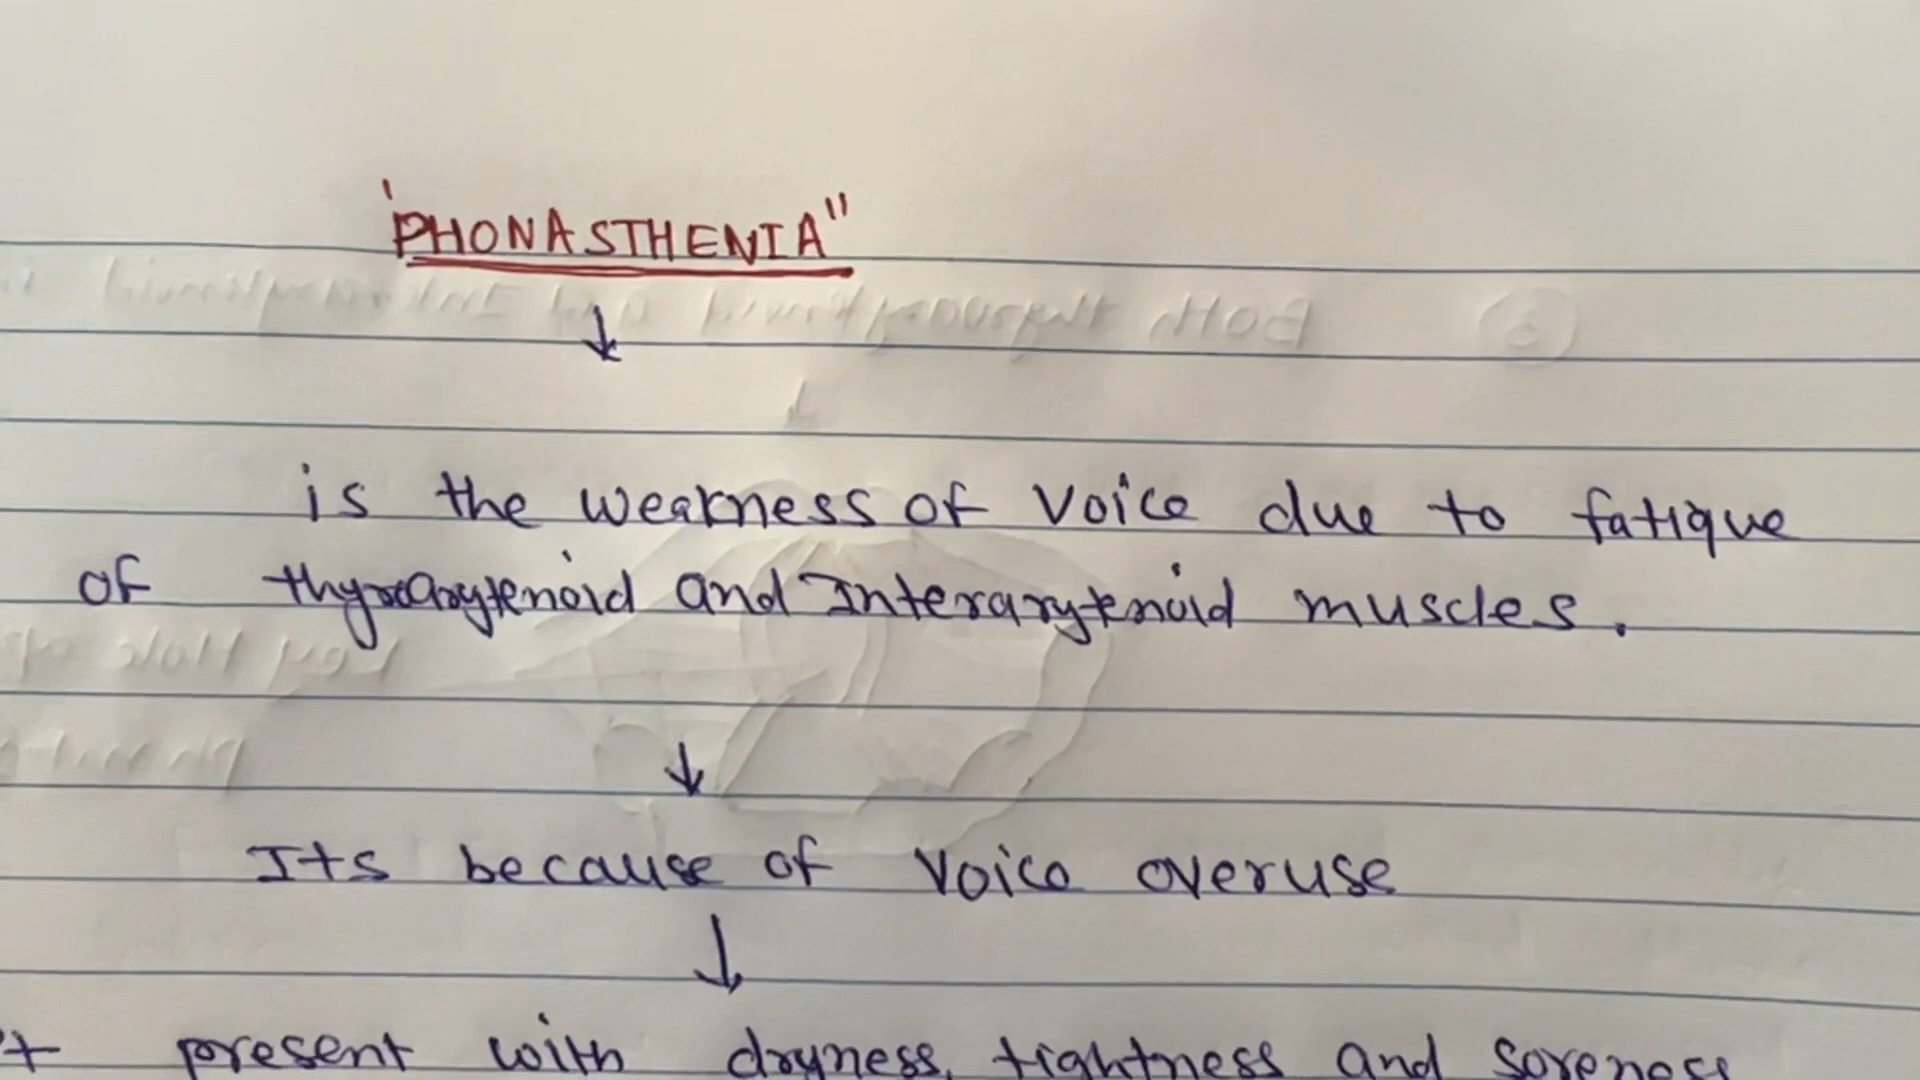 'PHONASTHENIA"
is the weakness of voice due to fatique
of thyroarytenoid and Interarytenoid muscles.
Its because of voice overuse
present with dryness, tightness and soreness